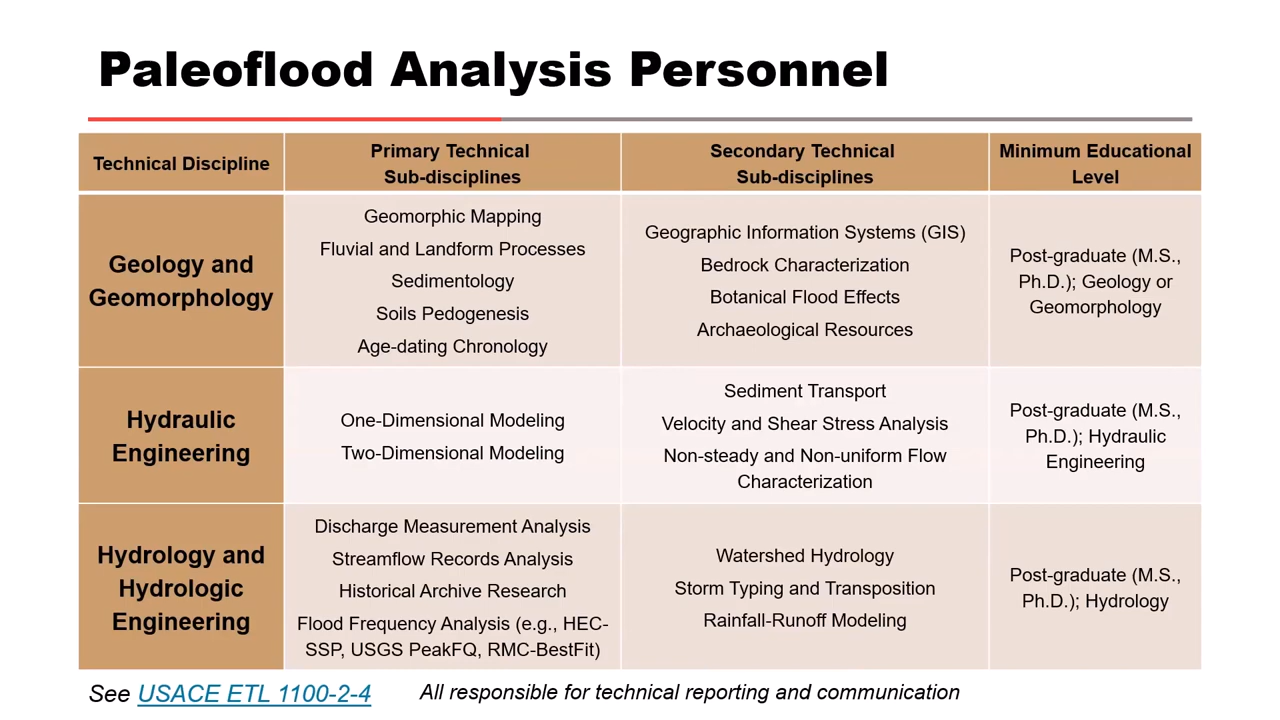 Paleoflood Analysis Personnel
Technical Discipline
Primary Technical
Sub-disciplines
Secondary Technical
Sub-disciplines
Minimum Educational
Level
Geology and
Geomorphology
Geomorphic Mapping
Fluvial and Landform Processes
Sedimentology
Soils Pedogenesis
Age-dating Chronology
Geographic Information Systems (GIS)
Bedrock Characterization
Botanical Flood Effects
Archaeological Resources
Post-graduate (M.S.,
Ph.D.); Geology or
Geomorphology
Hydraulic
Engineering
One-Dimensional Modeling
Two-Dimensional Modeling
Sediment Transport
Velocity and Shear Stress Analysis
Non-steady and Non-uniform Flow
Characterization
Post-graduate (M.S.,
Ph.D.); Hydraulic
Engineering
Hydrology and
Hydrologic
Engineering
Discharge Measurement Analysis
Streamflow Records Analysis
Historical Archive Research
Flood Frequency Analysis (e.g., HEC-
SSP, USGS PeakFQ, RMC-BestFit)
Watershed Hydrology
Storm Typing and Transposition
Rainfall-Runoff Modeling
Post-graduate (M.S.,
Ph.D.); Hydrology
See USACE ETL 1100-2-4
All responsible for technical reporting and communication